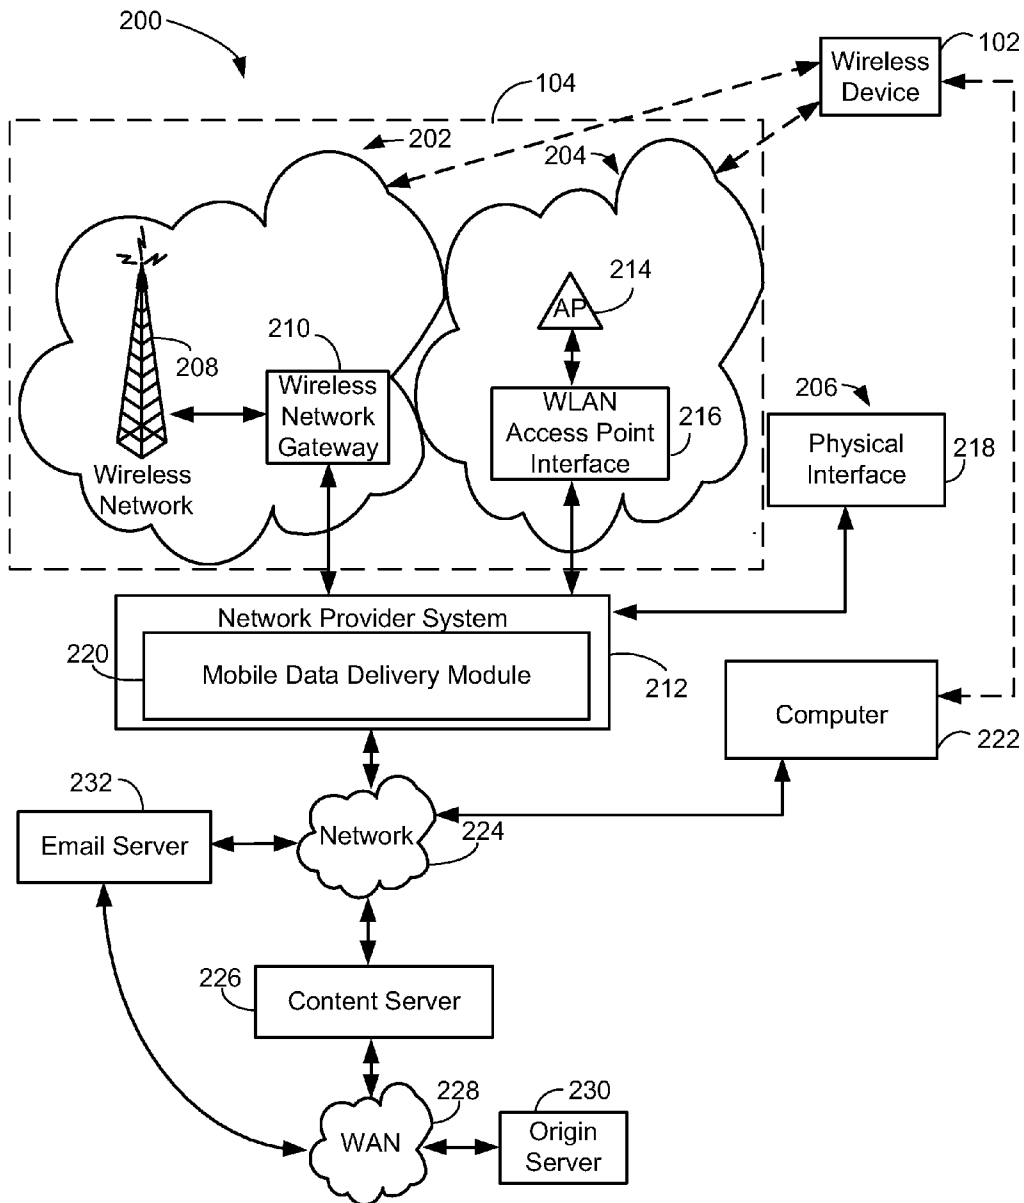 200
102
Wireless
Device
104
202
204
214
AP
208
210
Wireless
Network
Gateway
WLAN
Access Point
Interface
216
206
Physical
Interface
218
Wireless
Network
Network Provider System
220
Mobile Data Delivery Module
212
Computer
222
232
Email Server
Network
224
226
Content Server
228
WAN
230
Origin
Server